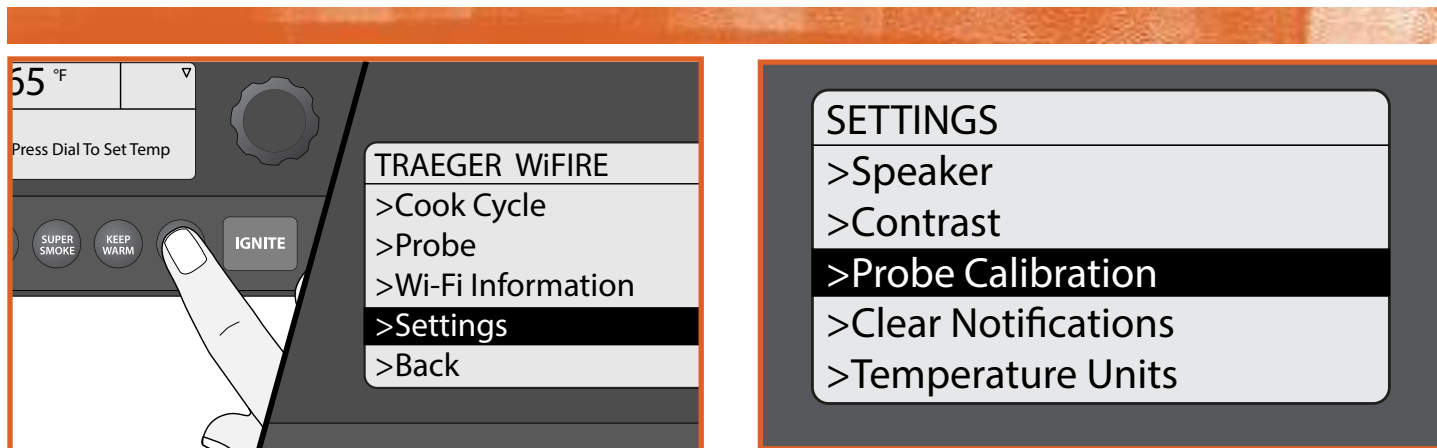 65 °F
Press Dial To Set Temp
SUPER
SMOKE
KEEP
WARM
IGNITE
TRAEGER WiFIRE
>Cook Cycle
>Probe
>Wi-Fi Information
>Settings
>Back
SETTINGS
>Speaker
>Contrast
>Probe Calibration
>Clear Notifications
>Temperature Units